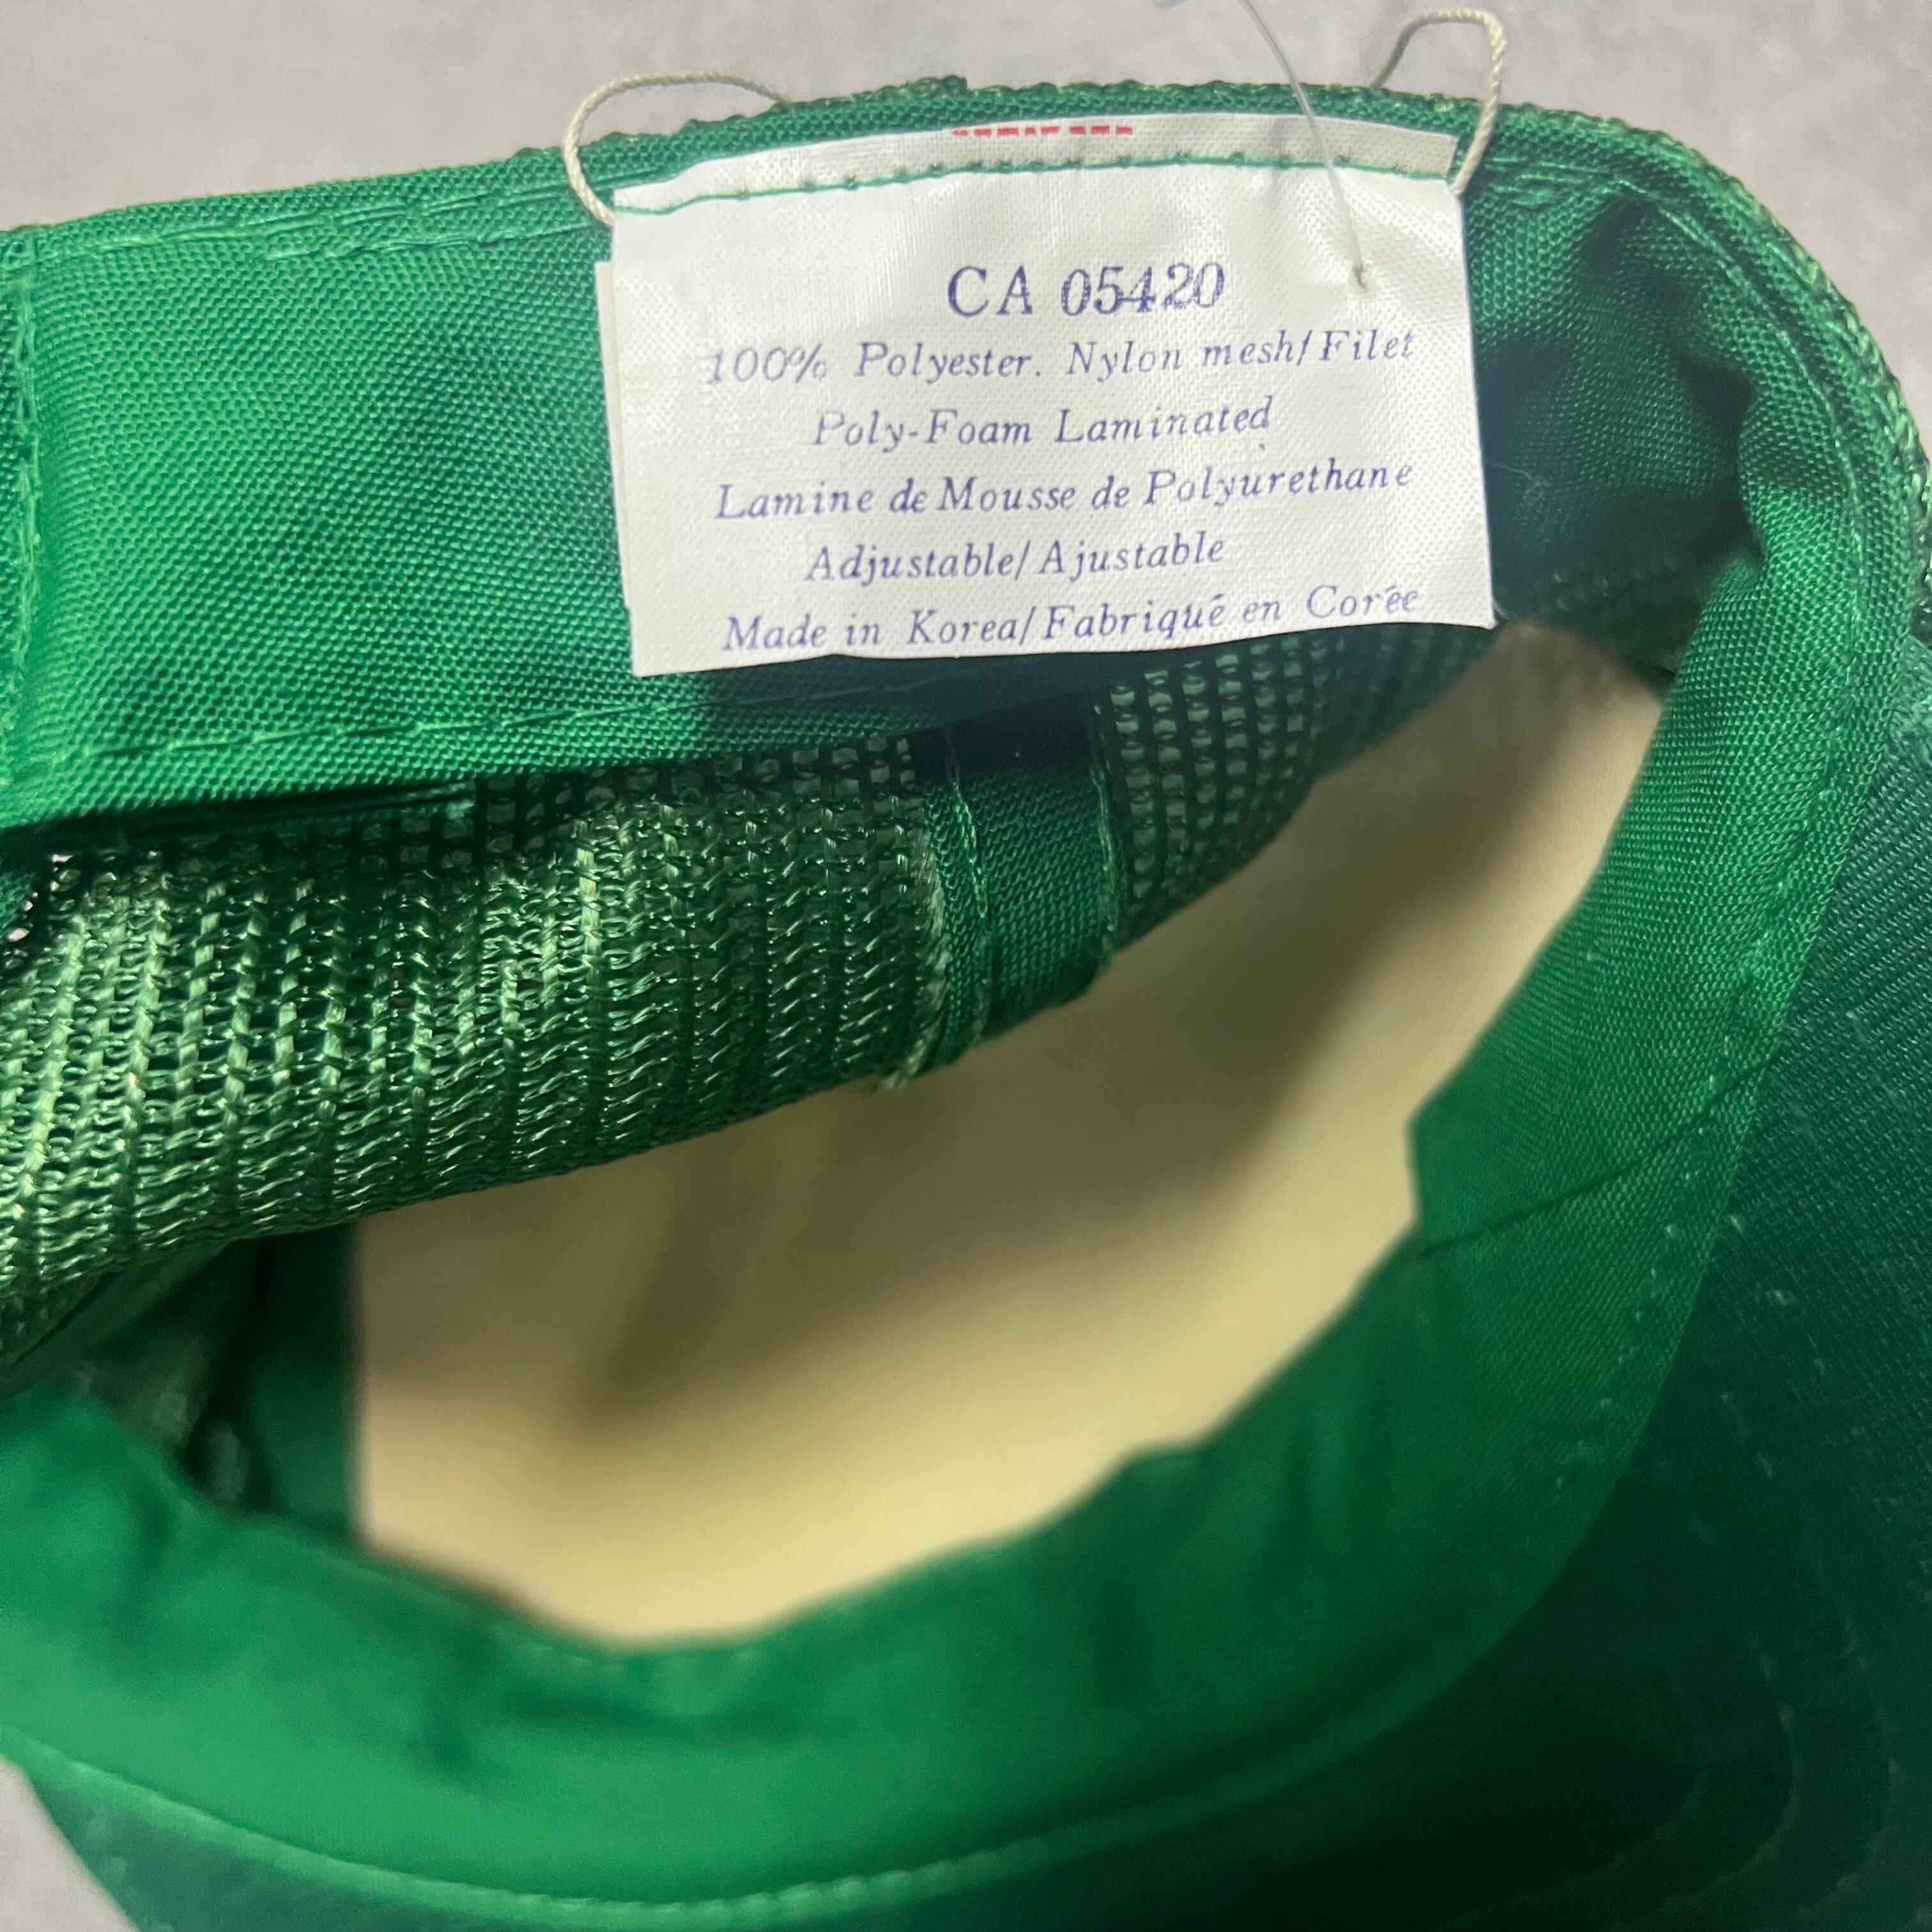 CA 05420
100% Polyester. Nylon mesh/Filet
Poly-Foam Laminated
Lamine de Mousse de Polyurethane
Adjustable/Ajustable
Made in Korea/Fabriqué en Corée